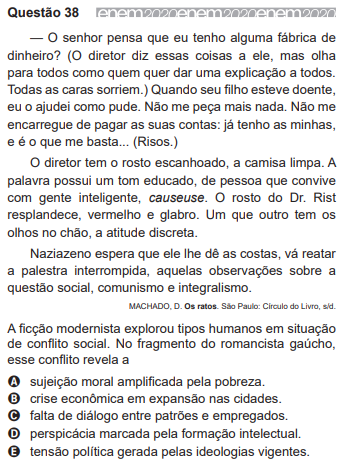 Questão 38 enem2020enem2020enem2020
— O senhor pensa que eu tenho alguma fábrica de
dinheiro? (O diretor diz essas coisas a ele, mas olha
para todos como quem quer dar uma explicação a todos.
Todas as caras sorriem.) Quando seu filho esteve doente,
eu o ajudei como pude. Não me peça mais nada. Não me
encarregue de pagar as suas contas: já tenho as minhas,
e é o que me basta... (Risos.)
O diretor tem o rosto escanhoado, a camisa limpa. A
palavra possui um tom educado, de pessoa que convive
com gente inteligente, causeuse. O rosto do Dr. Rist
resplandece, vermelho e glabro. Um que outro tem os
olhos no chão, a atitude discreta.
Naziazeno espera que ele lhe dê as costas, vá reatar
a palestra interrompida, aquelas observações sobre a
questão social, comunismo e integralismo.
MACHADO, D. Os ratos. São Paulo: Círculo do Livro, s/d.
A ficção modernista explorou tipos humanos em situação
de conflito social. No fragmento do romancista gaúcho,
esse conflito revela a
A sujeição moral amplificada pela pobreza.
B crise econômica em expansão nas cidades.
C falta de diálogo entre patrões e empregados.
D perspicácia marcada pela formação intelectual.
E tensão política gerada pelas ideologias vigentes.